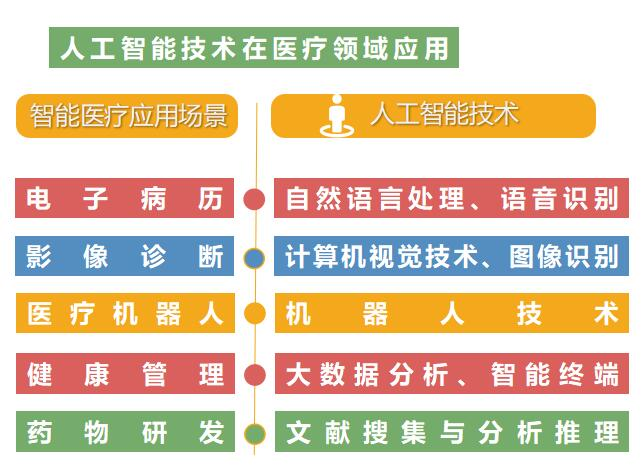 人工智能技术在医疗领域应用
智能医疗应用场景 人工智能技术
电子病历 自然语言处理、语音识别
影像诊断 计算机视觉技术、图像识别
医疗机器人 机器人技术
健康管理 大数据分析、智能终端
药物研发 文献搜集与分析推理